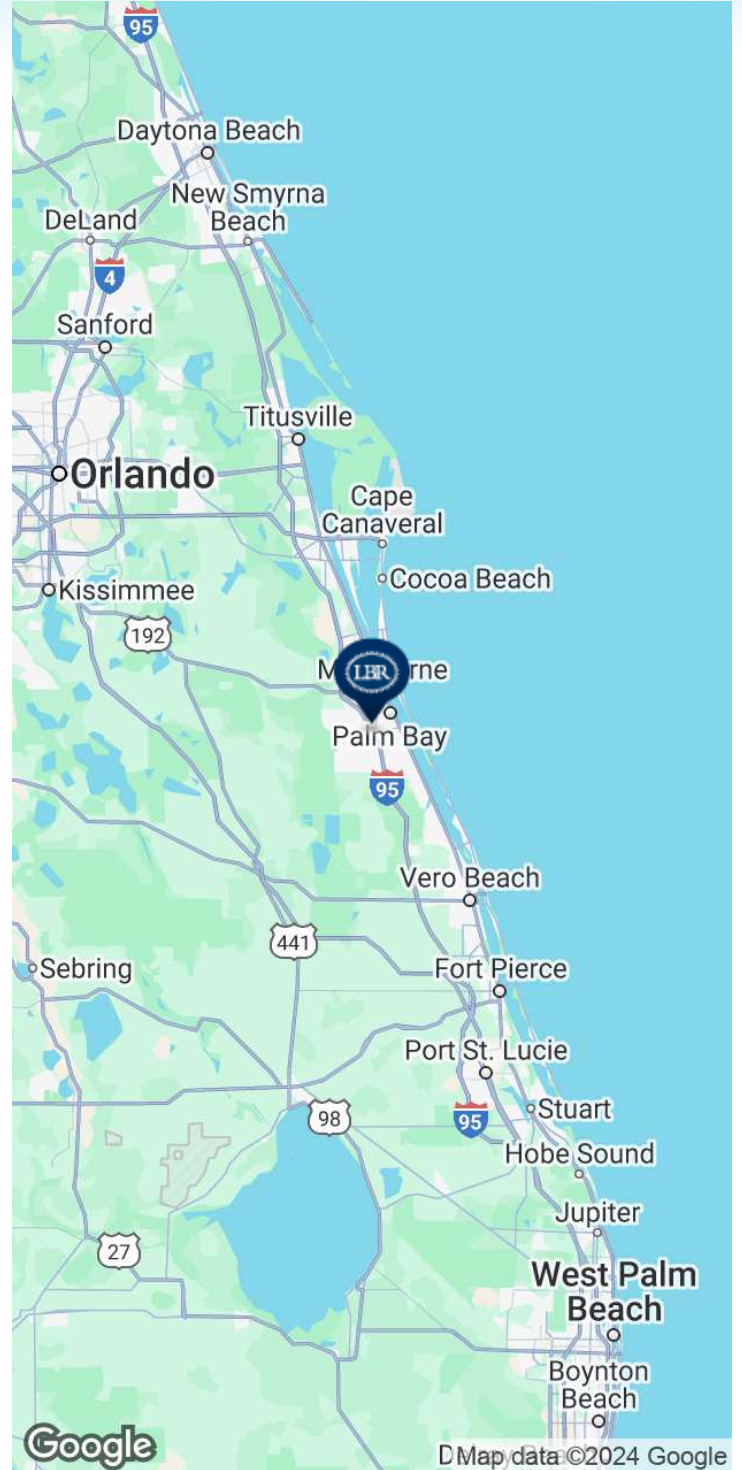 95
Daytona Beach
New Smyrna
Beach
DeLand
4
Sanford
Titusville
Orlando
Cape
Canaveral
Cocoa Beach
Kissimmee
192
LBR
Palm Bay
95
Vero Beach
441
Sebring
Fort Pierce
Port St. Lucie
98
95
Stuart
Hobe Sound
Jupiter
27
West Palm
Beach
Boynton
Beach
Google
Map data ©2024 Google